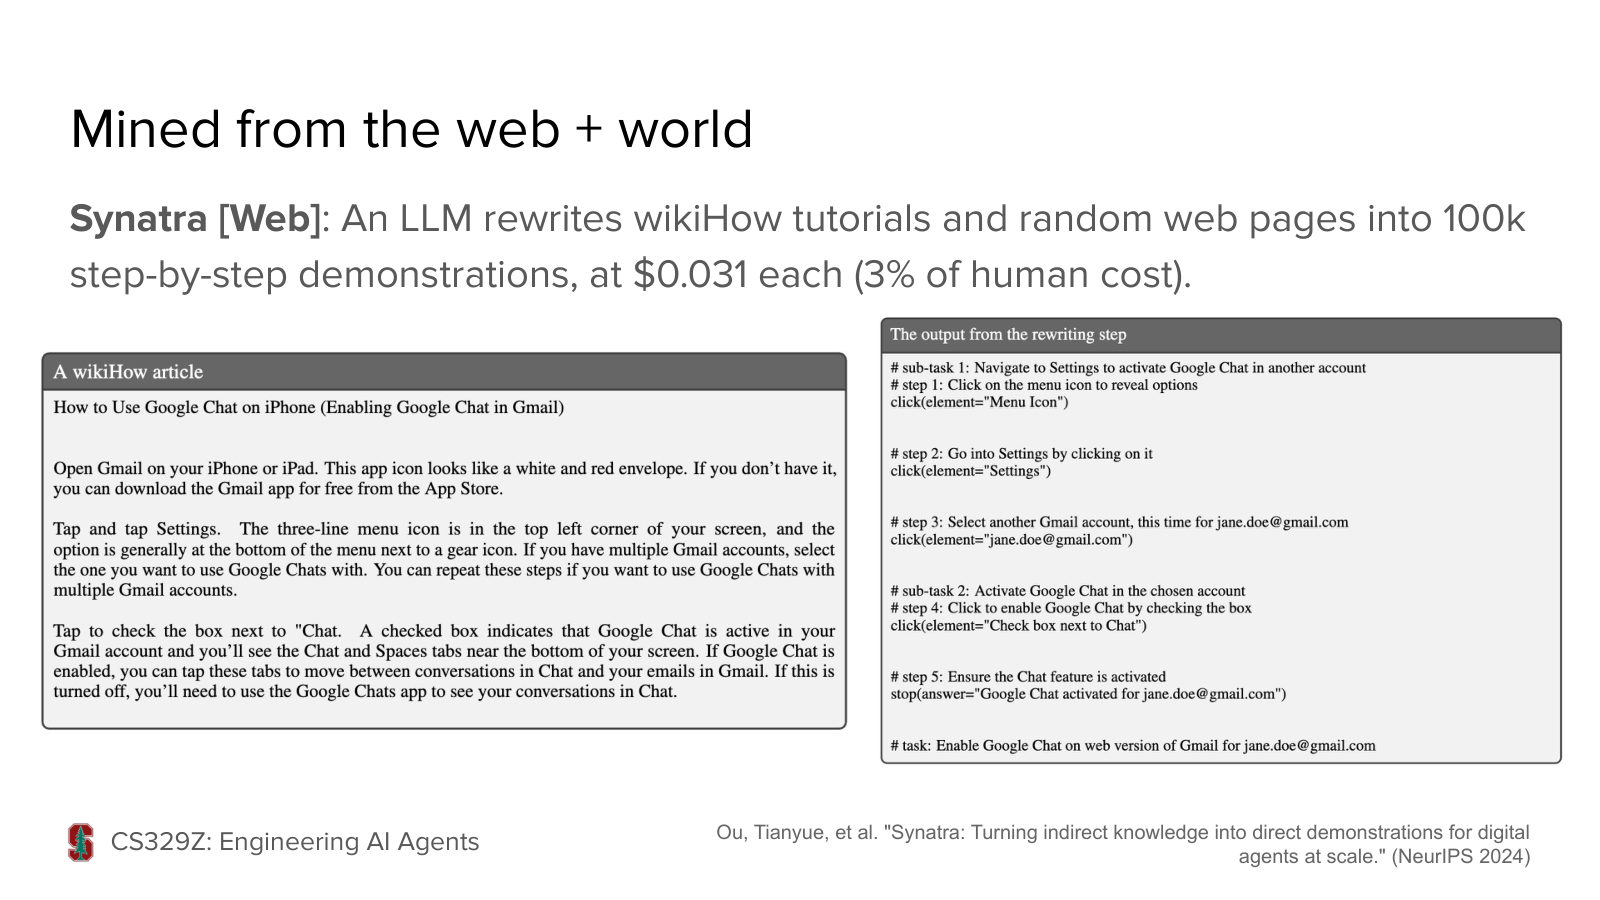 Mined from the web + world
Synatra [Web]: An LLM rewrites wikiHow tutorials and random web pages into 100k
step-by-step demonstrations, at $0.031 each (3% of human cost).
A wikiHow article
How to Use Google Chat on iPhone (Enabling Google Chat in Gmail)
Open Gmail on your iPhone or iPad. This app icon looks like a white and red envelope. If you don’t have it,
you can download the Gmail app for free from the App Store.
Tap and tap Settings. The three-line menu icon is in the top left corner of your screen, and the
option is generally at the bottom of the menu next to a gear icon. If you have multiple Gmail accounts, select
the one you want to use Google Chats with. You can repeat these steps if you want to use Google Chats with
multiple Gmail accounts.
Tap to check the box next to "Chat. A checked box indicates that Google Chat is active in your
Gmail account and you’ll see the Chat and Spaces tabs near the bottom of your screen. If Google Chat is
enabled, you can tap these tabs to move between conversations in Chat and your emails in Gmail. If this is
turned off, you’ll need to use the Google Chats app to see your conversations in Chat.
The output from the rewriting step
# sub-task 1: Navigate to Settings to activate Google Chat in another account
# step 1: Click on the menu icon to reveal options
click(element="Menu Icon")
# step 2: Go into Settings by clicking on it
click(element="Settings")
# step 3: Select another Gmail account, this time for jane.doe@gmail.com
click(element="jane.doe@gmail.com")
# sub-task 2: Activate Google Chat in the chosen account
# step 4: Click to enable Google Chat by checking the box
click(element="Check box next to Chat")
# step 5: Ensure the Chat feature is activated
stop(answer="Google Chat activated for jane.doe@gmail.com")
# task: Enable Google Chat on web version of Gmail for jane.doe@gmail.com
CS329Z: Engineering AI Agents
Ou, Tianyue, et al. "Synatra: Turning indirect knowledge into direct demonstrations for digital
agents at scale." (NeurIPS 2024)